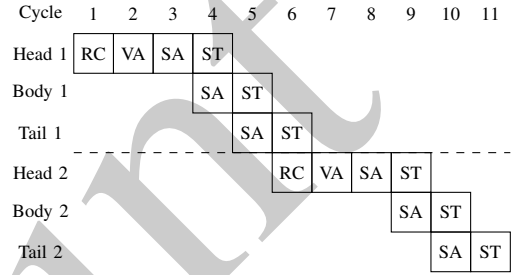 Cycle 1 2 3 4 5 6 7 8 9 10 11
Head 1 RC VA SA ST
Body 1 SA ST
Tail 1 SA ST
Head 2 RC VA SA ST
Body 2 SA ST
Tail 2 SA ST